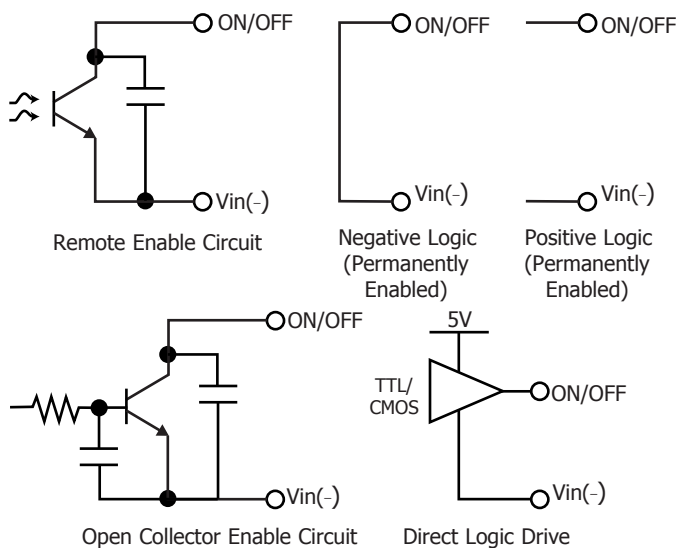 ON/OFF
Vin(–)
Remote Enable Circuit
ON/OFF
Vin(–)
Negative Logic
(Permanently
Enabled)
ON/OFF
Vin(–)
Positive Logic
(Permanently
Enabled)
ON/OFF
Vin(–)
Open Collector Enable Circuit
5V
TTL/
CMOS
ON/OFF
Vin(–)
Direct Logic Drive